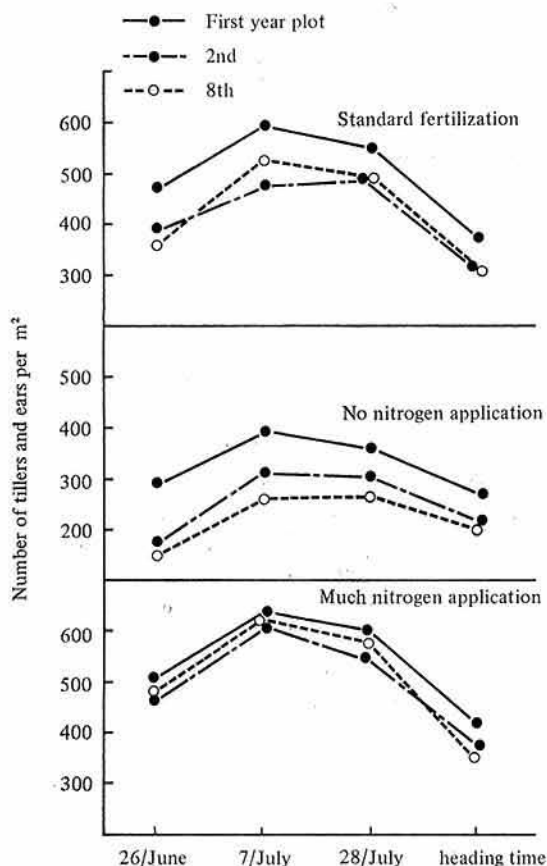 First year plot
2nd
8th
Standard fertilization
600
500
400
300
No nitrogen application
500
400
300
200
Much nitrogen application
600
500
400
300
26/June 7/July 28/July heading time
Number of tillers and ears per m²